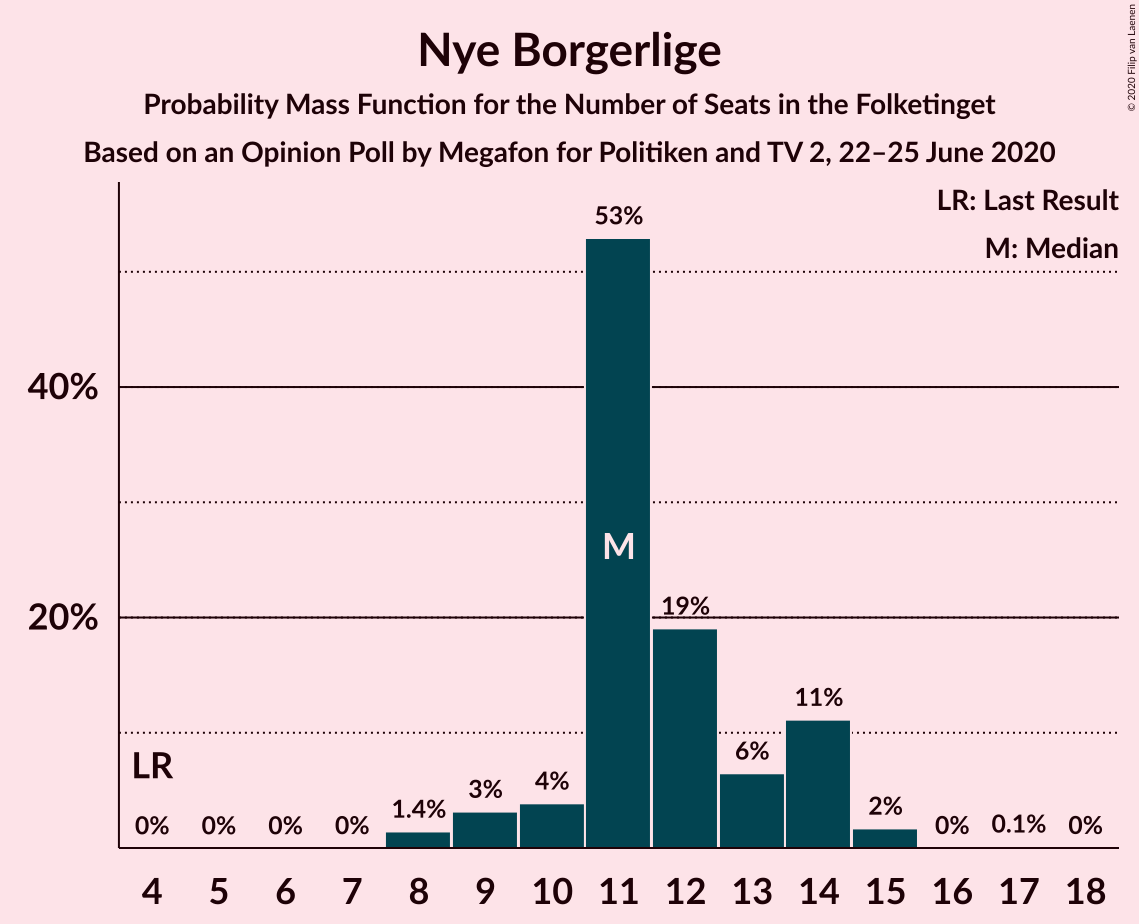 © 2020 Filip van Laenen
Nye Borgerlige
Probability Mass Function for the Number of Seats in the Folketinget
Based on an Opinion Poll by Megafon for Politiken and TV 2, 22–25 June 2020
LR: Last Result
M: Median
53%
40%
M
20%
19%
11%
6%
LR
4%
3%
1.4%
2%
0% 0% 0% 0% 0% 0.1% 0%
4 5 6 7 8 9 10 11 12 13 14 15 16 17 18